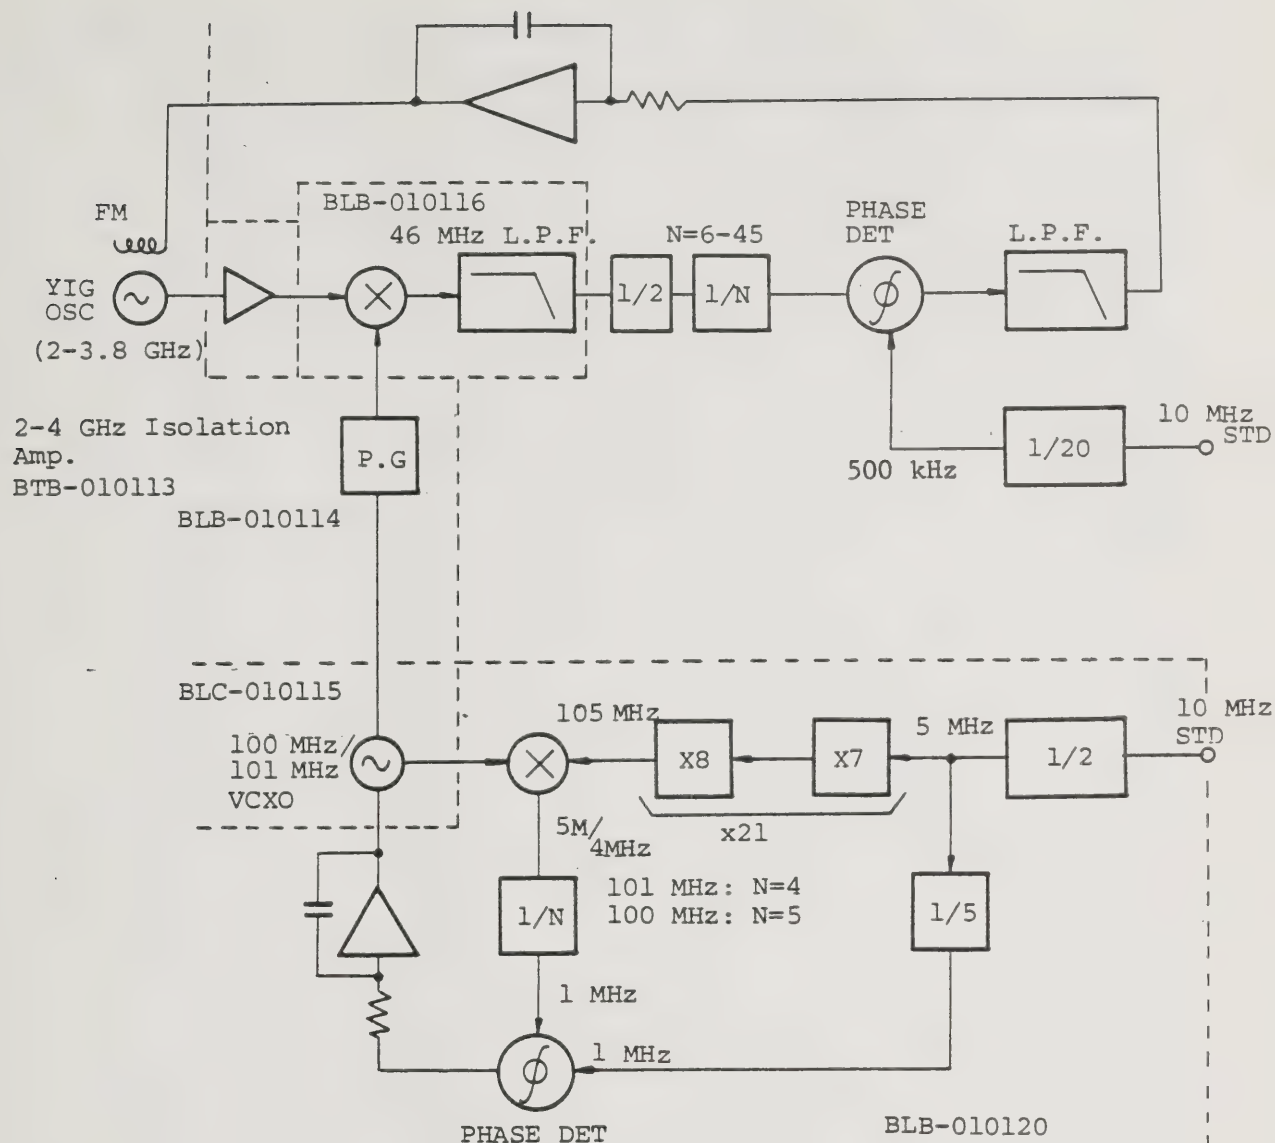 BLB-010116
FM
46 MHz L.P.F.
N=6-45
PHASE
DET
L.P.F.
YIG
OSC
1/2
1/N
(2-3.8 GHz)
2-4 GHz Isolation
Amp.
BTB-010113
P.G
10 MHz
STD
1/20
500 kHz
BLB-010114
BLC-010115
105 MHz
5 MHz
10 MHz
STD
100 MHz/
101 MHz
VCXO
X8
X7
1/2
x21
5M/
4MHz
101 MHz: N=4
100 MHz: N=5
1/N
1/5
1 MHz
1 MHz
PHASE DET
BLB-010120